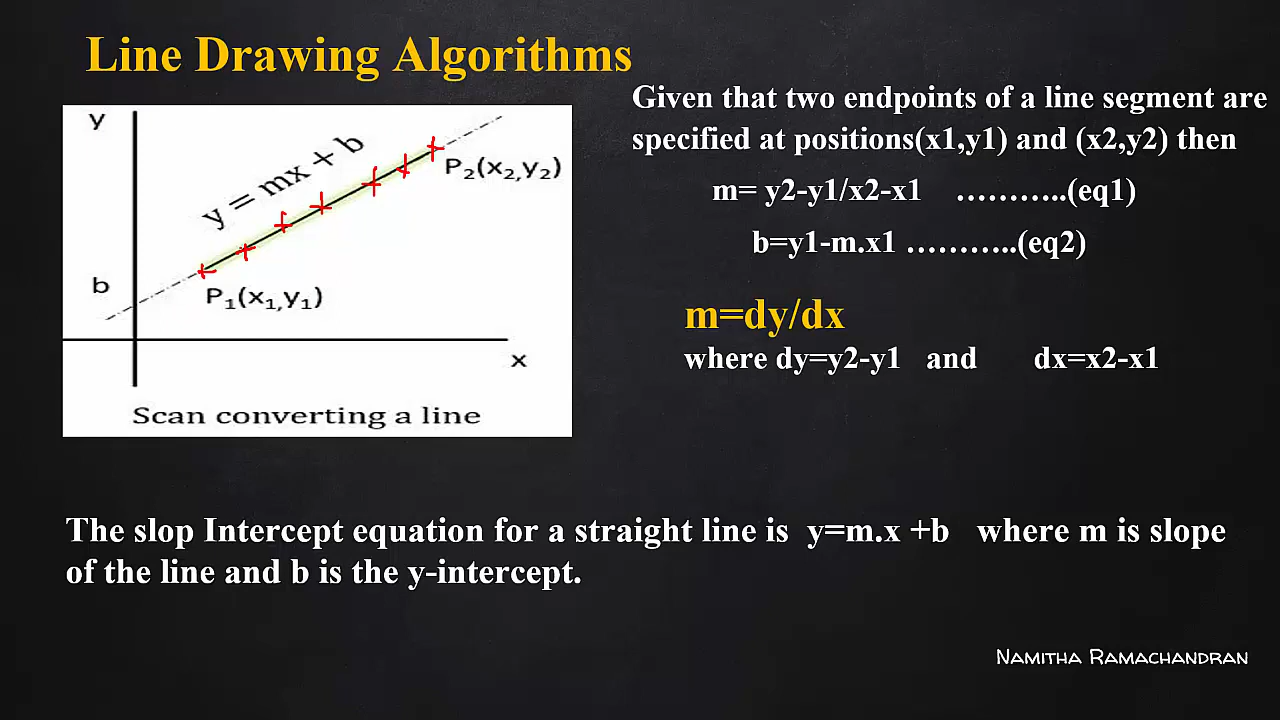 Line Drawing Algorithms
y
y = mx + b
P₂(x₂,y₂)
b
P₁(x₁,y₁)
x
Scan converting a line
Given that two endpoints of a line segment are
specified at positions(x1,y1) and (x2,y2) then
m= y2-y1/x2-x1 ………..(eq1)
b=y1-m.x1 ………..(eq2)
m=dy/dx
where dy=y2-y1 and dx=x2-x1
The slop Intercept equation for a straight line is y=m.x +b where m is slope
of the line and b is the y-intercept.
Namitha Ramachandran